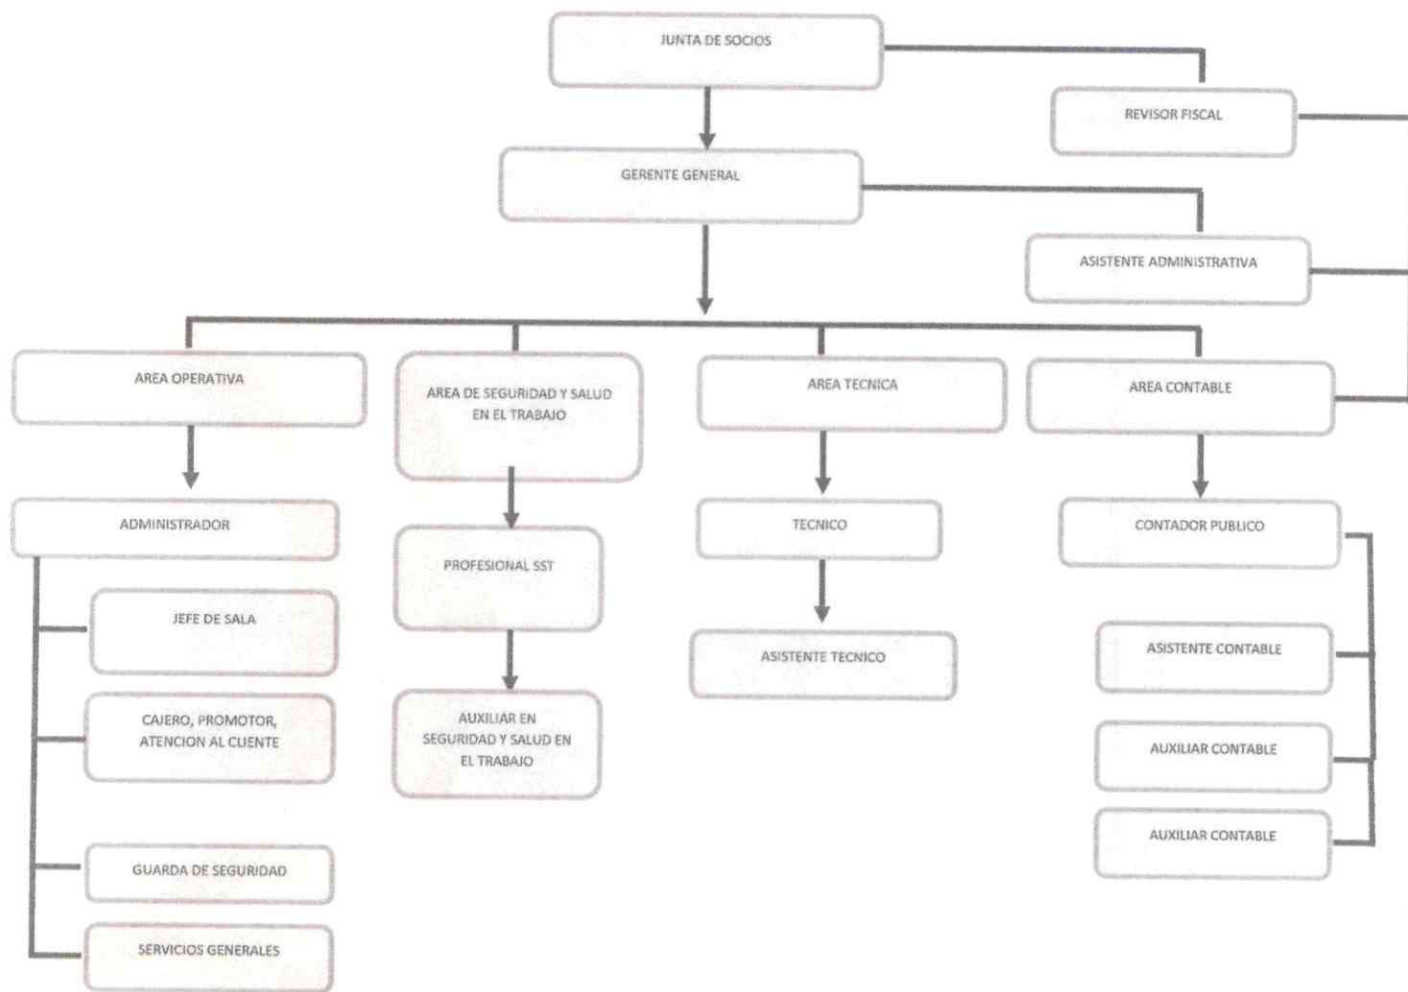 JUNTA DE SOCIOS
REVISOR FISCAL
GERENTE GENERAL
ASISTENTE ADMINISTRATIVA
AREA OPERATIVA
AREA DE SEGURIDAD Y SALUD
EN EL TRABAJO
AREA TECNICA
AREA CONTABLE
ADMINISTRADOR
PROFESIONAL SST
TECNICO
CONTADOR PUBLICO
JEFE DE SALA
ASISTENTE TECNICO
ASISTENTE CONTABLE
CAJERO, PROMOTOR,
ATENCION AL CLIENTE
AUXILIAR EN
SEGURIDAD Y SALUD EN
EL TRABAJO
AUXILIAR CONTABLE
AUXILIAR CONTABLE
GUARDA DE SEGURIDAD
SERVICIOS GENERALES